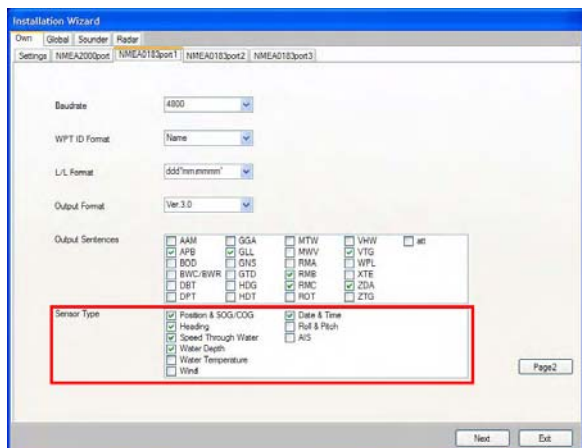 Installation Wizard
Own Global Sounder Radar
Settings NMEA2000port NMEA0183port1 NMEA0183port2 NMEA0183port3
Baudrate 4800
WPT ID Format Name
L/L Format ddd°mm.mmmm'
Output Format Ver.3.0
Output Sentences AAM GGA MTW VHW att
APB GLL MWV VTG
BOD GNS RMA WPL
BWC/BWR GTD RMB XTE
DBT HDG RMC ZDA
DPT HDT ROT ZTG
Sensor Type Position & SOG/COG Date & Time
Heading Roll & Pitch
Speed Through Water AIS
Water Depth
Water Temperature
Wind
Page2
Next Exit